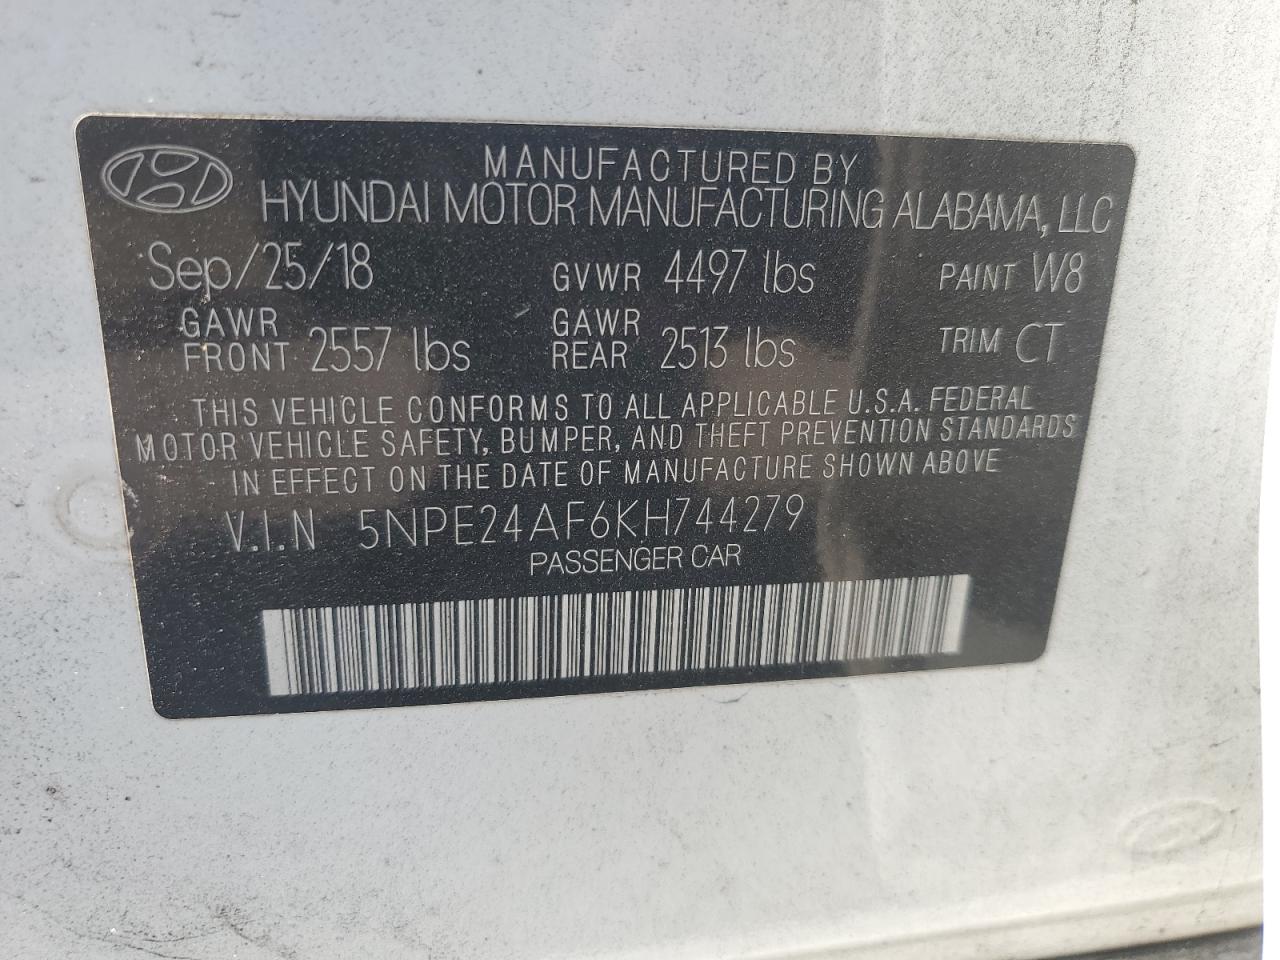 MANUFACTURED BY
HYUNDAI MOTOR MANUFACTURING ALABAMA, LLC
Sep/25/18 GVWR 4497 lbs PAINT W8
GAWR FRONT 2557 lbs GAWR REAR 2513 lbs TRIM CT
THIS VEHICLE CONFORMS TO ALL APPLICABLE U.S.A. FEDERAL
MOTOR VEHICLE SAFETY, BUMPER, AND THEFT PREVENTION STANDARDS
IN EFFECT ON THE DATE OF MANUFACTURE SHOWN ABOVE
V.I.N 5NPE24AF6KH744279
PASSENGER CAR